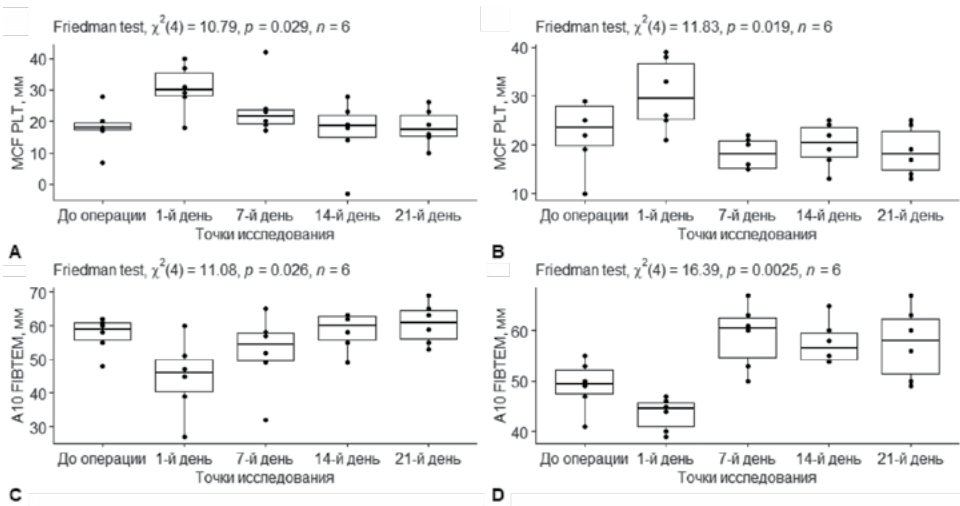 Friedman test, χ²(4) = 10.79, p = 0.029, n = 6
MCF PLT, мм
40
30
20
10
0
До операции 1-й день 7-й день 14-й день 21-й день
Точки исследования
A
Friedman test, χ²(4) = 11.83, p = 0.019, n = 6
MCF PLT, мм
40
30
20
10
До операции 1-й день 7-й день 14-й день 21-й день
Точки исследования
B
Friedman test, χ²(4) = 11.08, p = 0.026, n = 6
A10 FIBTEM, мм
70
60
50
40
30
До операции 1-й день 7-й день 14-й день 21-й день
Точки исследования
C
Friedman test, χ²(4) = 16.39, p = 0.0025, n = 6
A10 FIBTEM, мм
60
50
40
До операции 1-й день 7-й день 14-й день 21-й день
Точки исследования
D